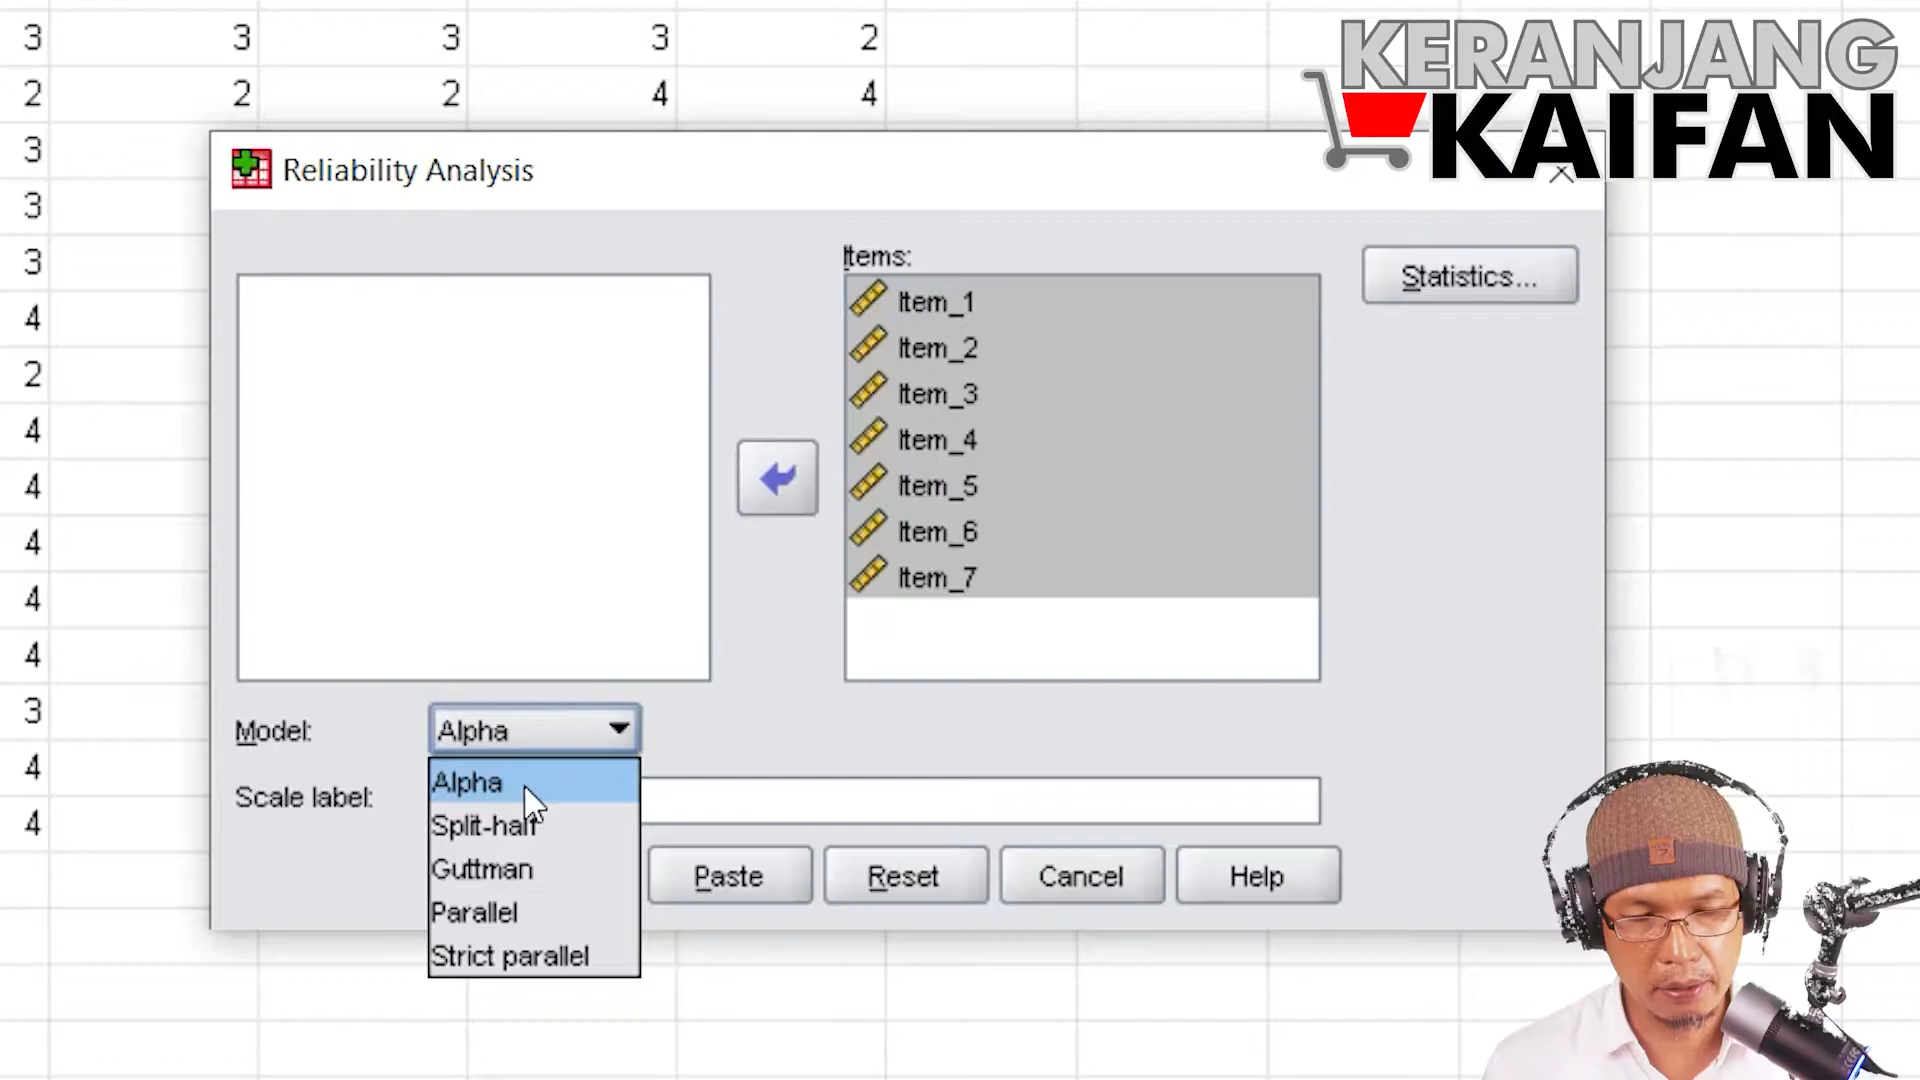 3 3 3 3 2
KERANJANG
2 2 2 4 4
KAIFAN
3
Reliability Analysis
3
3
Items:
Statistics...
Item_1
4
Item_2
2
Item_3
4
Item_4
4
Item_5
4
Item_6
4
Item_7
4
3
Model:
Alpha
4
Alpha
Scale label:
4
Split-half
Guttman
Paste
Reset
Cancel
Help
Parallel
Strict parallel